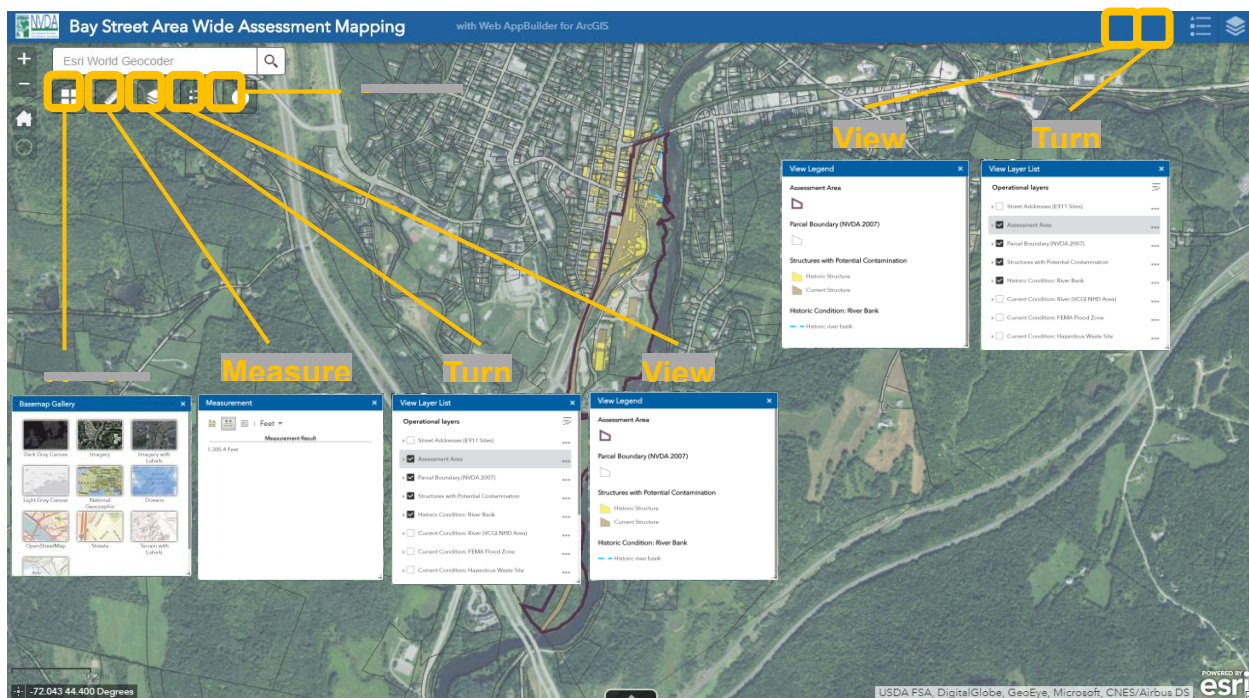 NVDA
Bay Street Area Wide Assessment Mapping
with Web AppBuilder for ArcGIS
+
Esri World Geocoder
−
View
Turn
View Legend ×
Assessment Area
Parcel Boundary (NVDA 2007)
Structures with Potential Contamination
Historic Structure
Current Structure
Historic Condition: River Bank
Historic river bank
View Layer List ×
Operational layers
Street Addresses (E911 Sites)
Assessment Area
Parcel Boundary (NVDA 2007)
Structures with Potential Contamination
Historic Condition: River Bank
Current Condition: River (VCGI NHD Area)
Current Condition: FEMA Flood Zone
Current Condition: Hazardous Waste Site
Measure
Turn
View
Basemap Gallery ×
Dark Gray Canvas
Imagery
Imagery with
Labels
Light Gray Canvas
National
Geographic
Oceans
OpenStreetMap
Streets
Terrain with
Labels
Measurement ×
Feet
Measurement Result
1,205.4 Feet
View Layer List ×
Operational layers
Street Addresses (E911 Sites)
Assessment Area
Parcel Boundary (NVDA 2007)
Structures with Potential Contamination
Historic Condition: River Bank
Current Condition: River (VCGI NHD Area)
Current Condition: FEMA Flood Zone
Current Condition: Hazardous Waste Site
View Legend ×
Assessment Area
Parcel Boundary (NVDA 2007)
Structures with Potential Contamination
Historic Structure
Current Structure
Historic Condition: River Bank
Historic river bank
-72.043 44.400 Degrees
USDA FSA, DigitalGlobe, GeoEye, Microsoft, CNES/Airbus DS
POWERED BY
esri